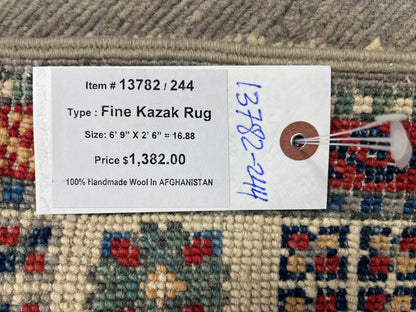 Item # 13782 / 244
Type : Fine Kazak Rug
Size: 6' 9" X 2' 6" = 16.88
Price $1,382.00
100% Handmade Wool In AFGHANISTAN
13782-244